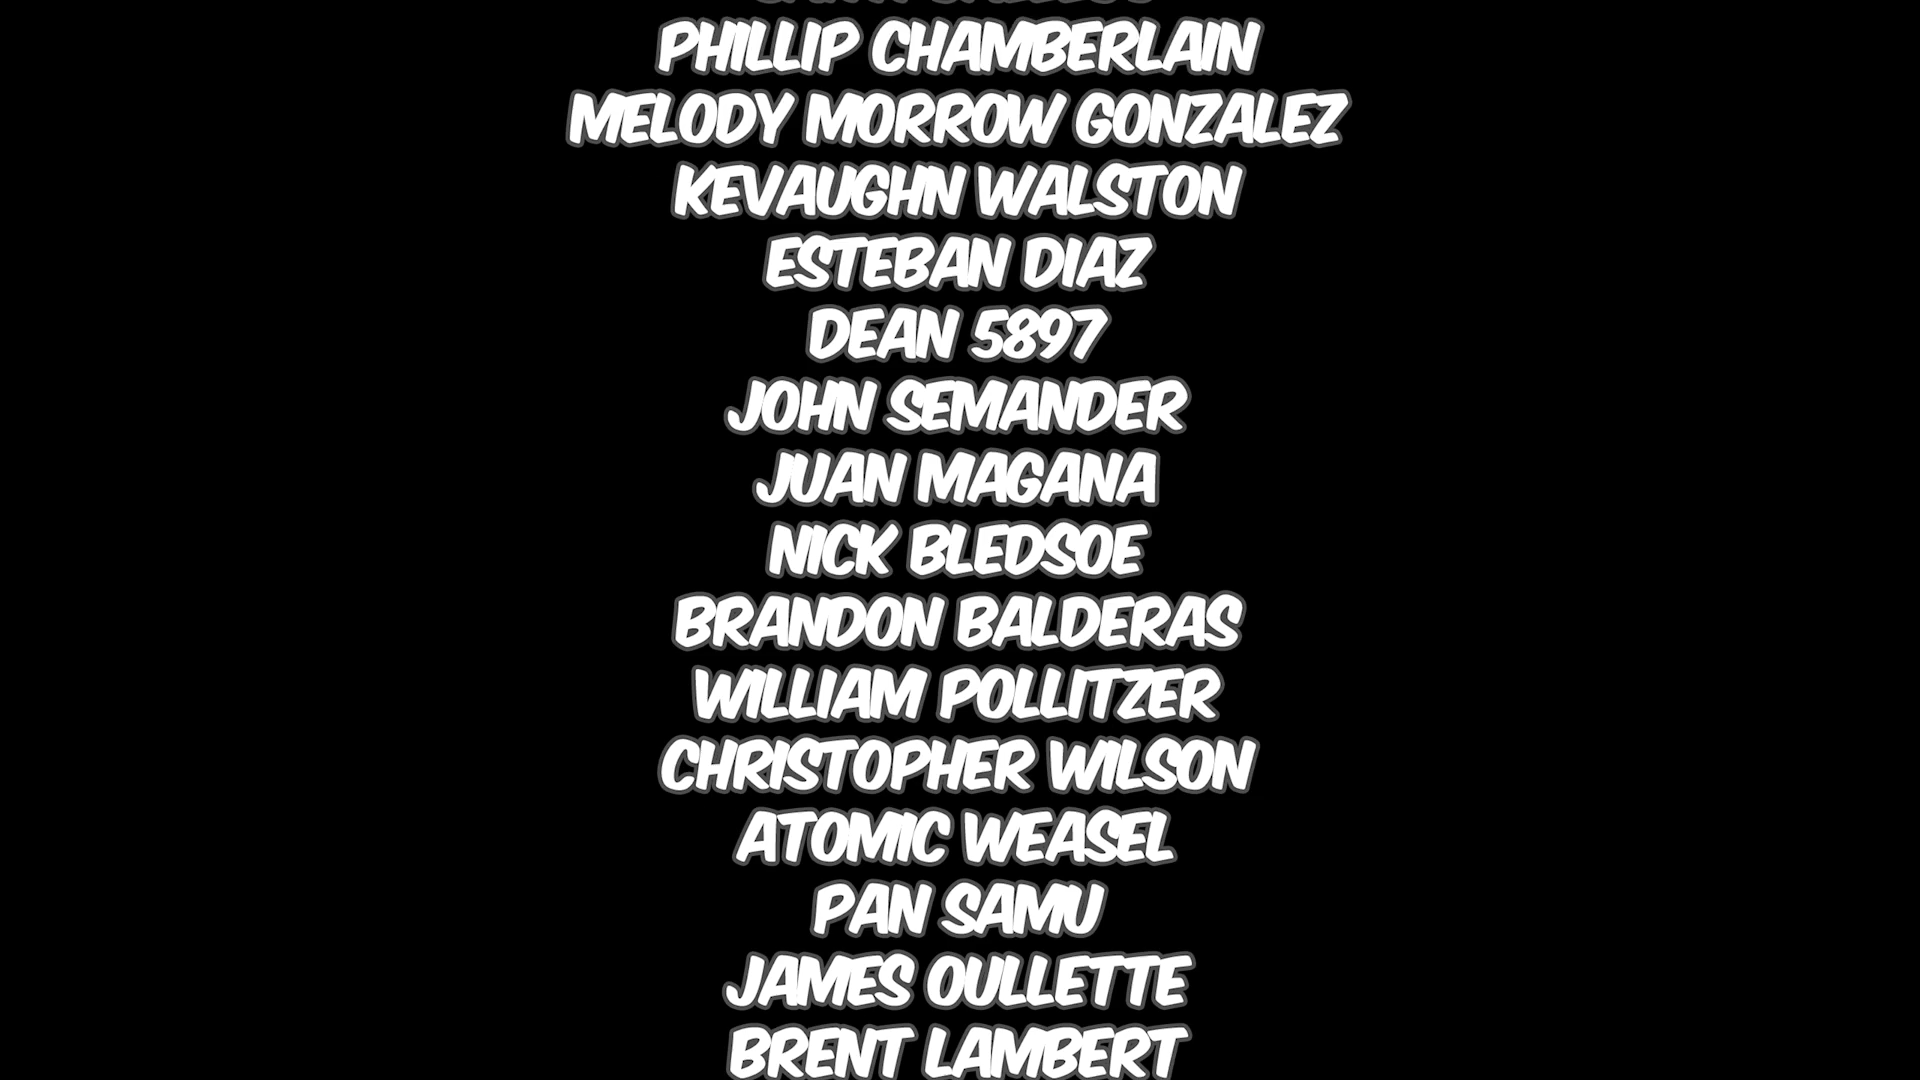 PHILLIP CHAMBERLAIN
MELODY MORROW GONZALEZ
KEVAUGHN WALSTON
ESTEBAN DIAZ
DEAN 5897
JOHN SEMANDER
JUAN MAGANA
NICK BLEDSOE
BRANDON BALDERAS
WILLIAM POLLITZER
CHRISTOPHER WILSON
ATOMIC WEASEL
PAN SAMU
JAMES OULLETTE
BRENT LAMBERT